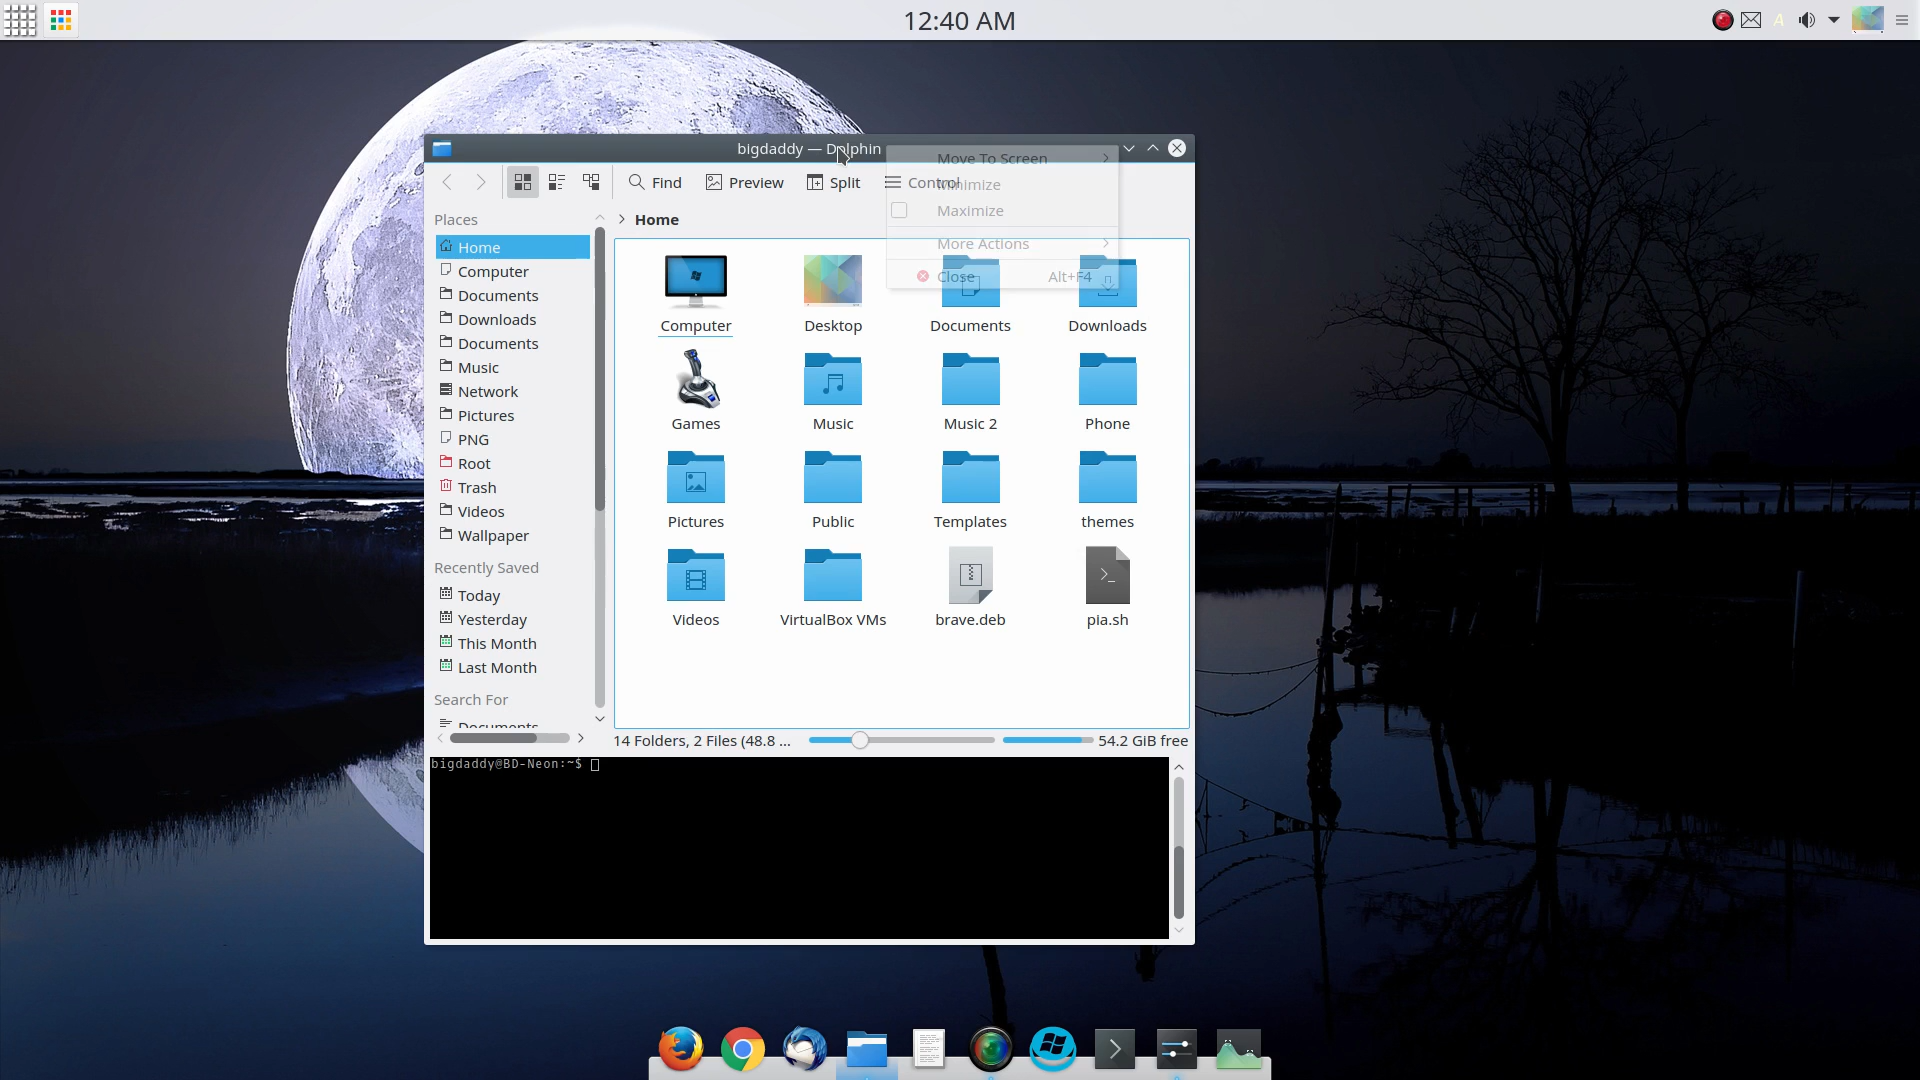 12:40 AM
A
bigdaddy — Dolphin
Move To Screen
Minimize
Maximize
More Actions
Close Alt+F4
Find
Preview
Split
Control
Places
Home
Computer
Documents
Downloads
Documents
Music
Network
Pictures
PNG
Root
Trash
Videos
Wallpaper
Recently Saved
Today
Yesterday
This Month
Last Month
Search For
Documents
Home
Computer
Desktop
Documents
Downloads
Games
Music
Music 2
Phone
Pictures
Public
Templates
themes
Videos
VirtualBox VMs
brave.deb
pia.sh
14 Folders, 2 Files (48.8 ...
54.2 GiB free
bigdaddy@BD-Neon:~$